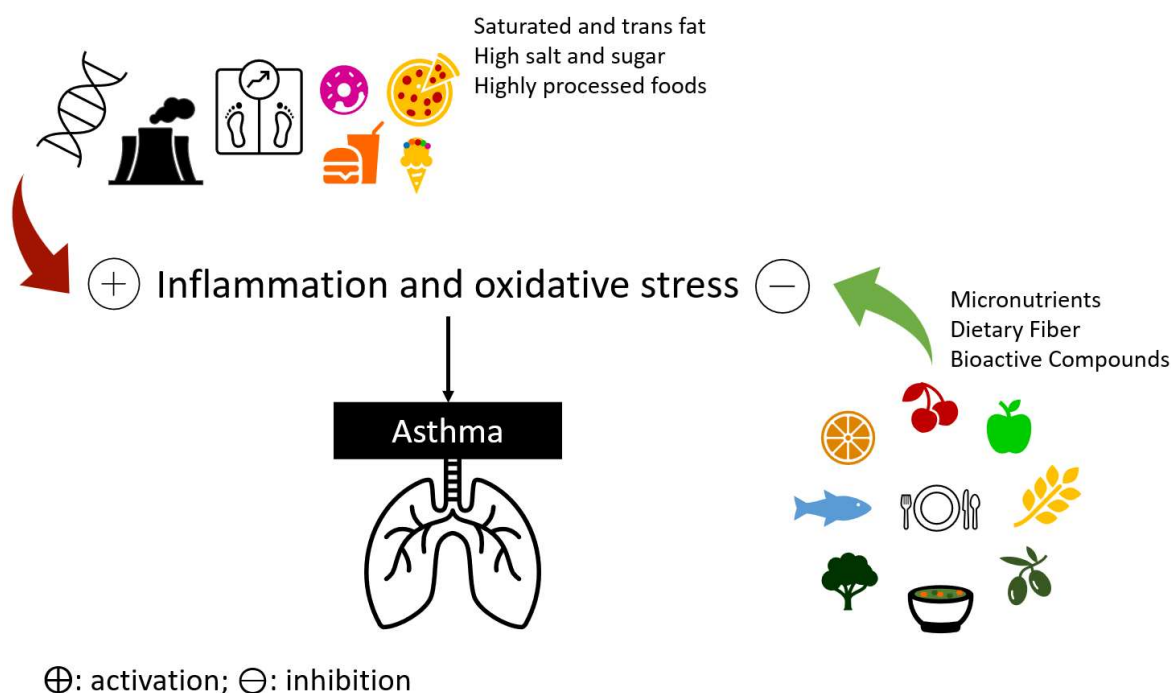 Saturated and trans fat
High salt and sugar
Highly processed foods
+ Inflammation and oxidative stress −
Micronutrients
Dietary Fiber
Bioactive Compounds
Asthma
⊕: activation; ⊖: inhibition